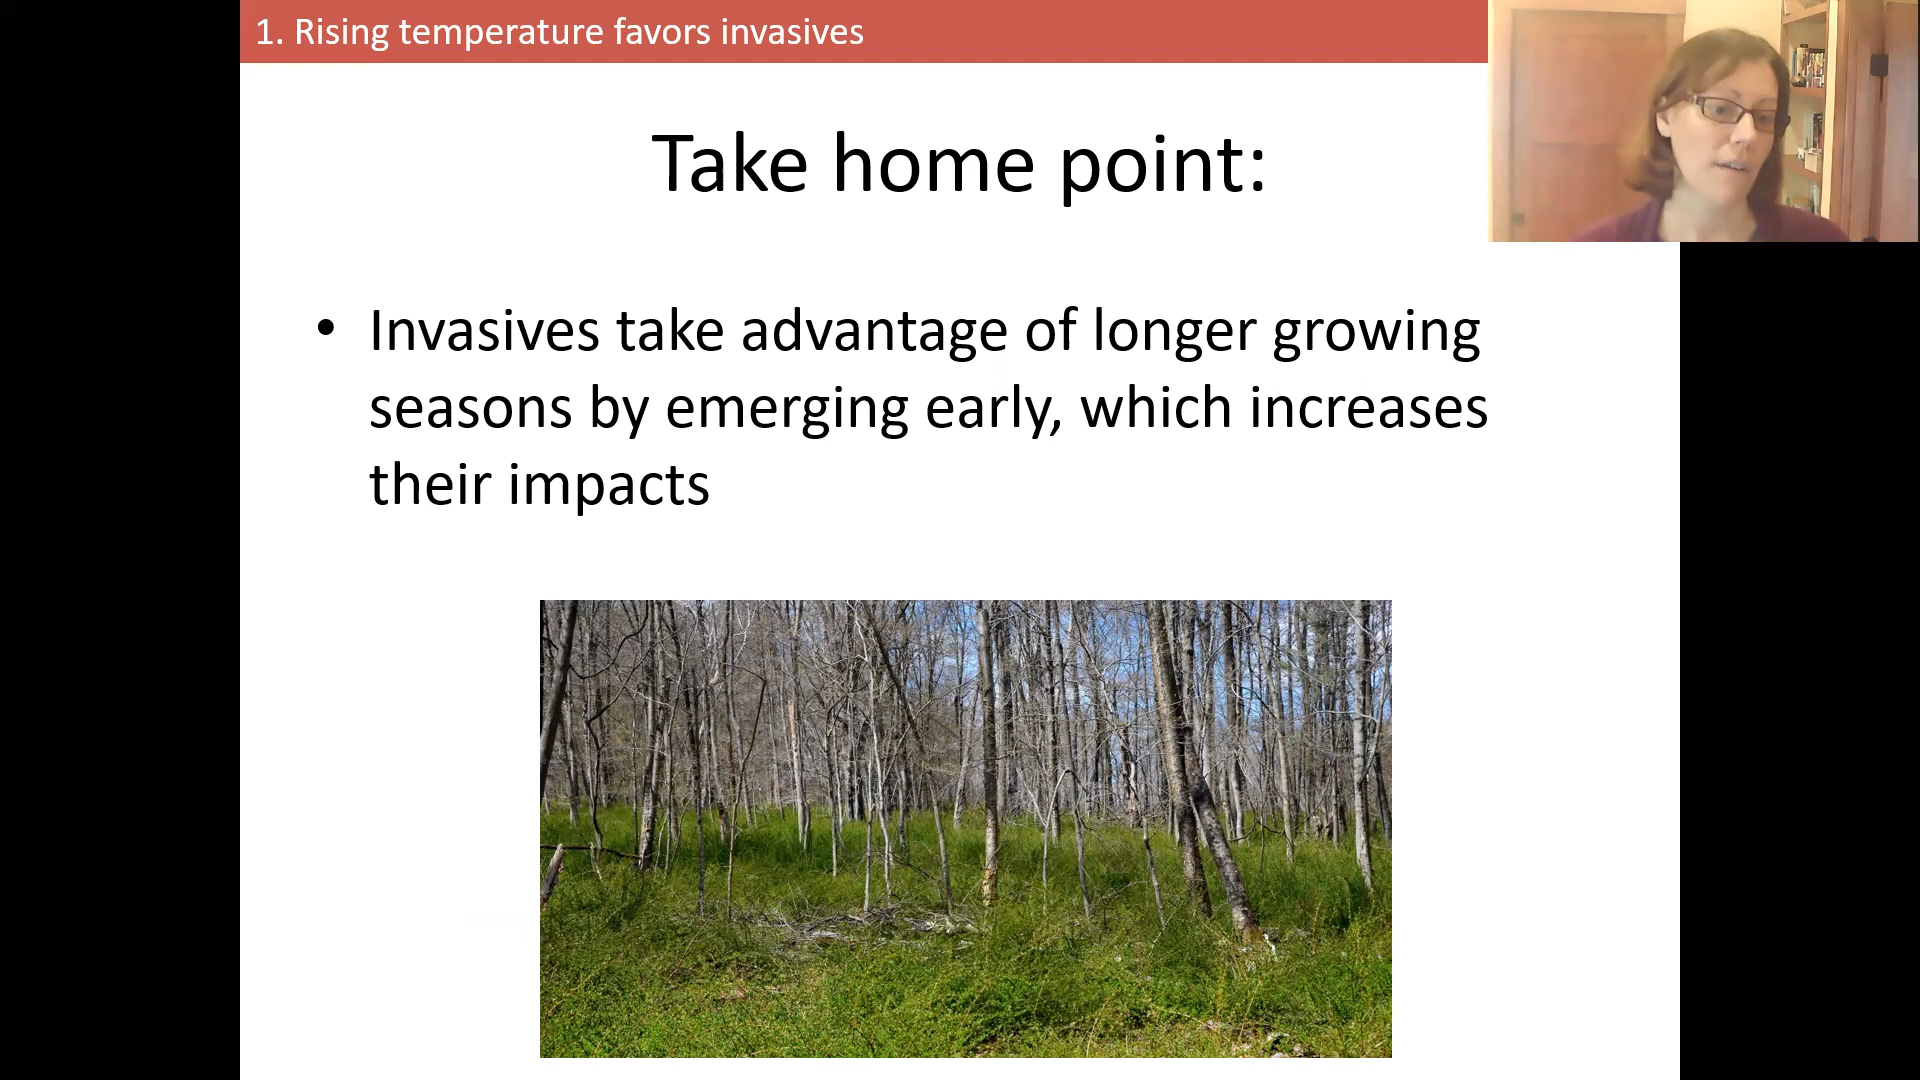 1. Rising temperature favors invasives
Take home point:
• Invasives take advantage of longer growing
seasons by emerging early, which increases
their impacts